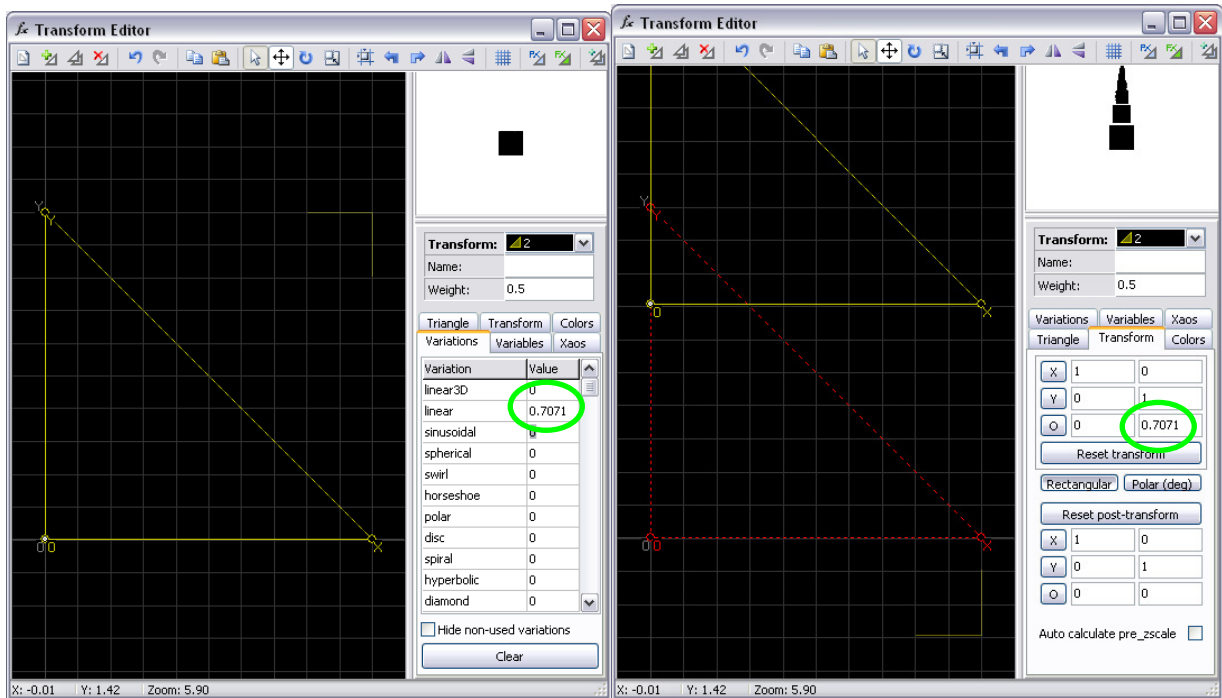 Transform Editor
Y
Y
O O
X
Transform: 2
Name:
Weight: 0.5
Triangle Transform Colors
Variations Variables Xaos
Variation Value
linear3D 0
linear 0.7071
sinusoidal 0
spherical 0
swirl 0
horseshoe 0
polar 0
disc 0
spiral 0
hyperbolic 0
diamond 0
Hide non-used variations
Clear
X: -0.01 Y: 1.42 Zoom: 5.90
Transform Editor
Y
Y
O
X
O O
X
Transform: 2
Name:
Weight: 0.5
Variations Variables Xaos
Triangle Transform Colors
X 1 0
Y 0 1
O 0 0.7071
Reset transform
Rectangular Polar (deg)
Reset post-transform
X 1 0
Y 0 1
O 0 0
Auto calculate pre_zscale
X: -0.01 Y: 1.42 Zoom: 5.90